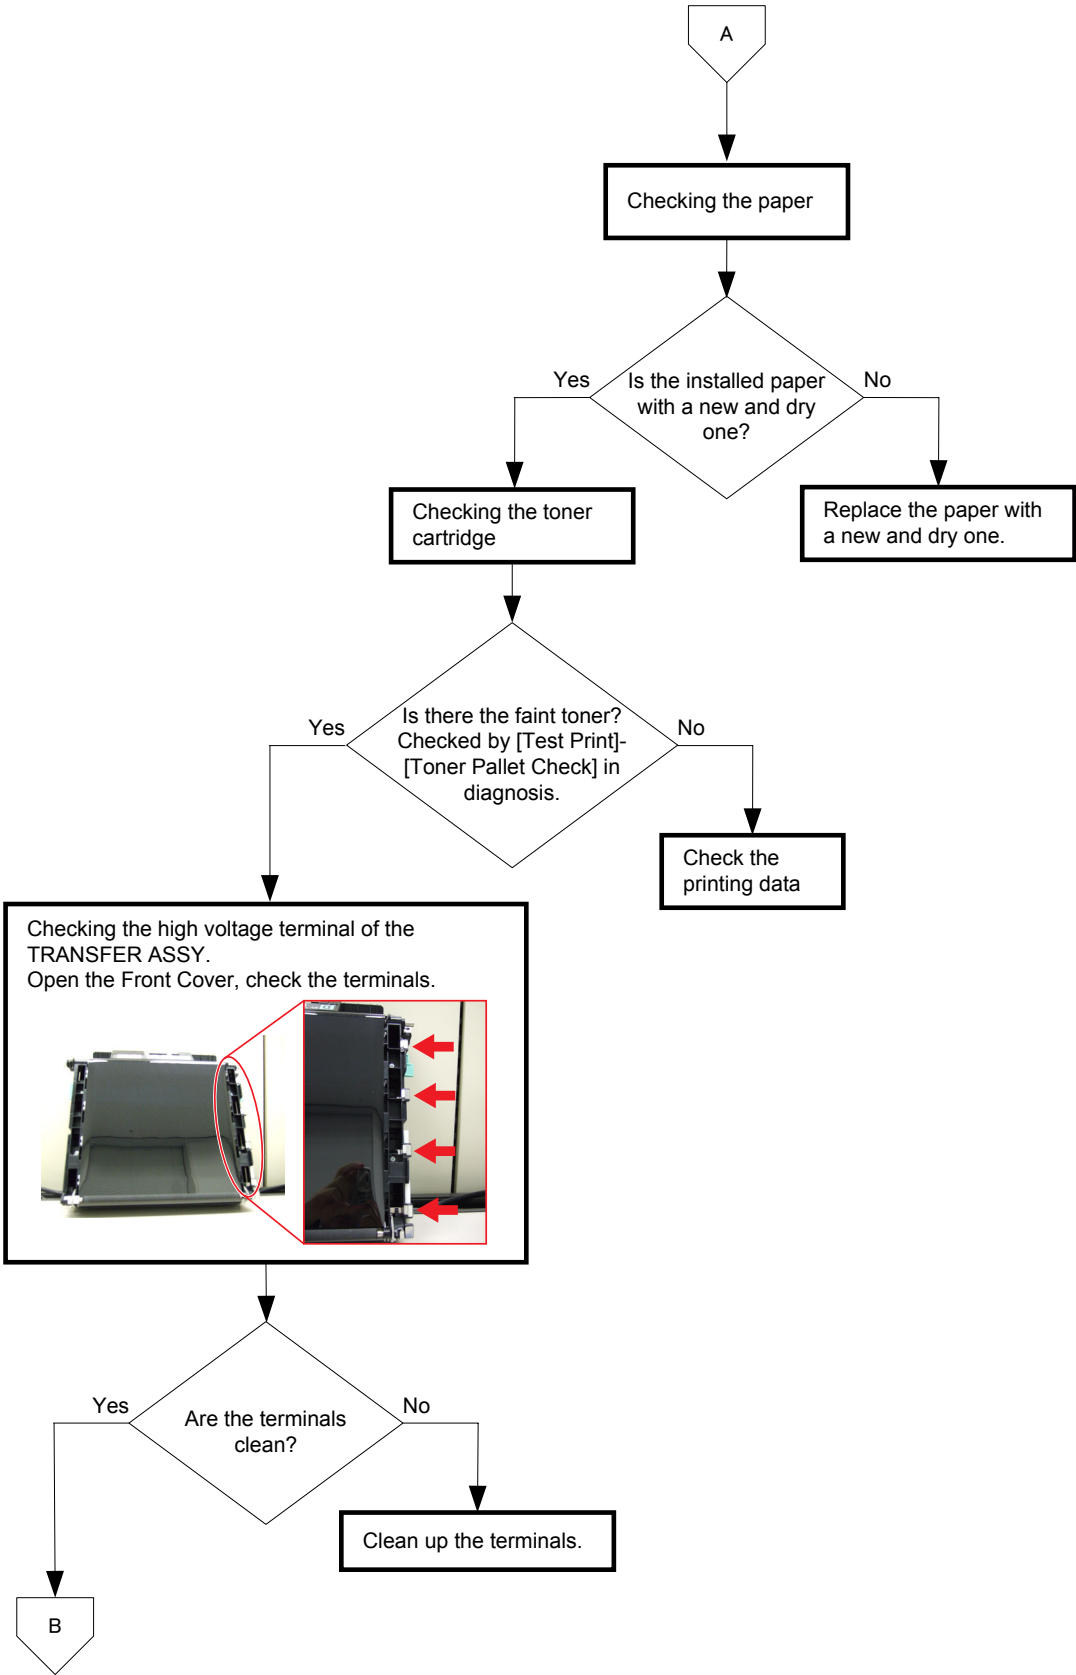 A
Checking the paper
Yes
Is the installed paper
with a new and dry
one?
No
Checking the toner
cartridge
Replace the paper with
a new and dry one.
Yes
Is there the faint toner?
Checked by [Test Print]-
[Toner Pallet Check] in
diagnosis.
No
Check the
printing data
Checking the high voltage terminal of the
TRANSFER ASSY.
Open the Front Cover, check the terminals.
Yes
Are the terminals
clean?
No
Clean up the terminals.
B